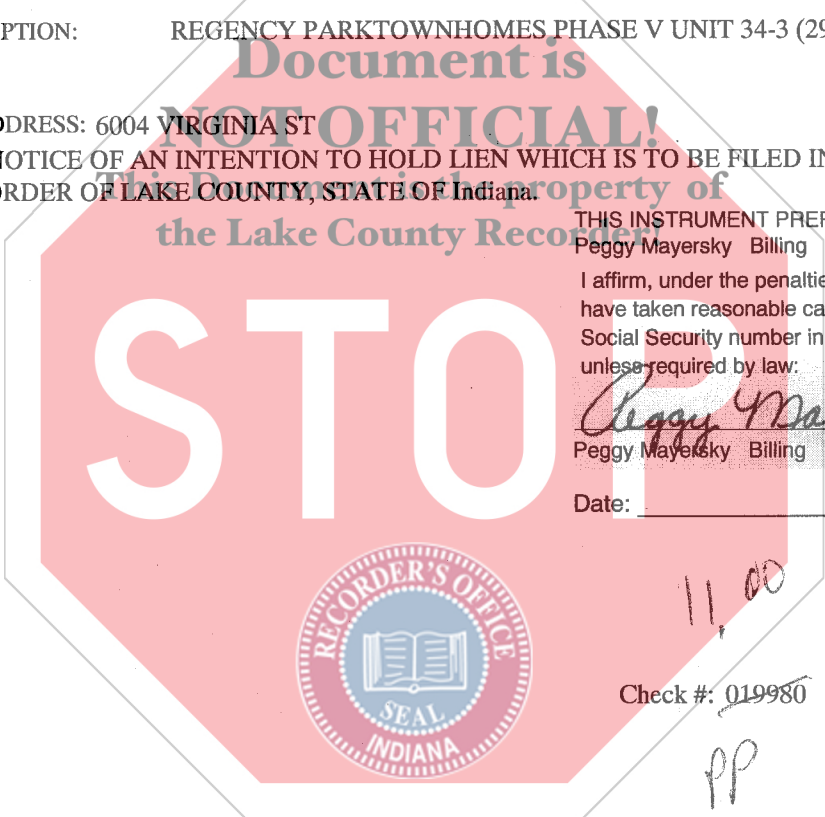 PTION: REGENCY PARKTOWNHOMES PHASE V UNIT 34-3 (29
Document is
DDRESS: 6004 VIRGINIA ST
NOT OFFICIAL!
NOTICE OF AN INTENTION TO HOLD LIEN WHICH IS TO BE FILED IN
ORDER OF LAKE COUNTY, STATE OF Indiana.
This Document is the property of
the Lake County Recorder!
THIS INSTRUMENT PREP
Peggy Mayersky Billing
I affirm, under the penaltie
have taken reasonable ca
Social Security number in
unless required by law:
Peggy Ma
Peggy Mayersky Billing
Date:
STOP
11.00
RECORDER'S OFFICE
SEAL
INDIANA
Check #: 019980
PP